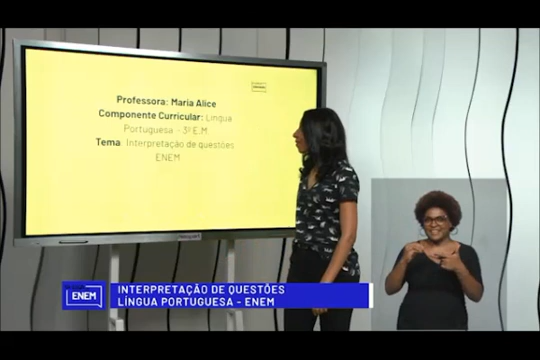 Professora: Maria Alice
Componente Curricular: Língua
Portuguesa - 3º E.M
Tema: Interpretação de questões
ENEM
ENEM
INTERPRETAÇÃO DE QUESTÕES
LÍNGUA PORTUGUESA - ENEM